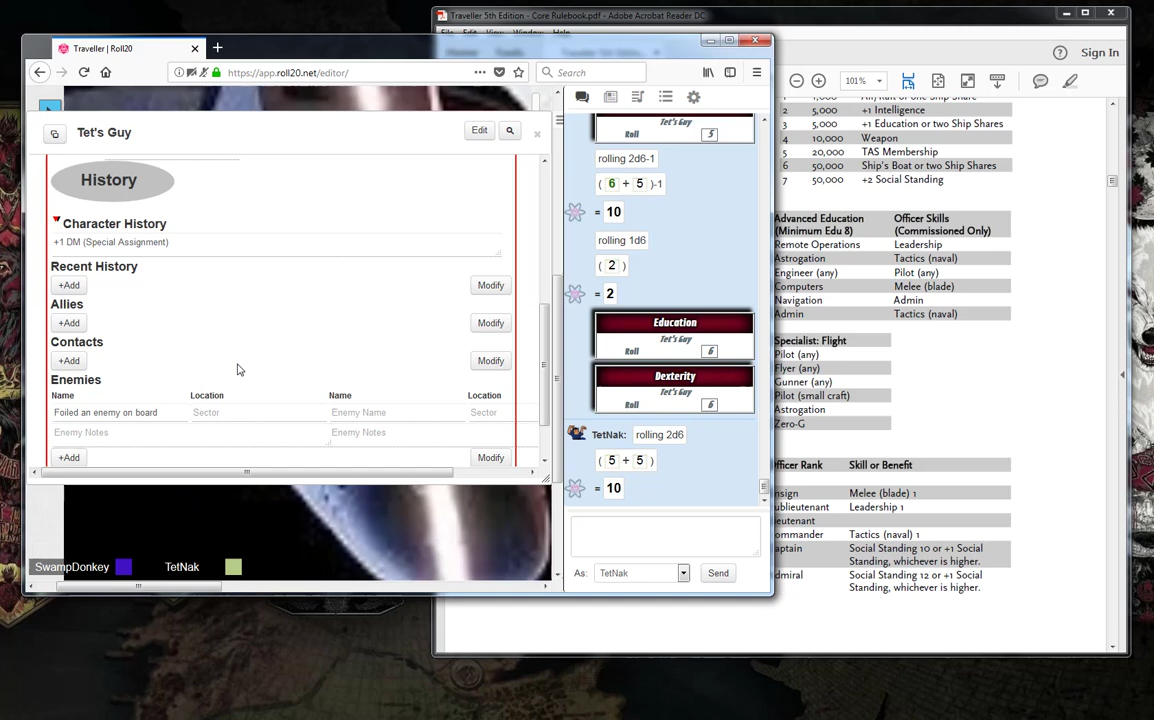 Traveller 5th Edition - Core Rulebook.pdf - Adobe Acrobat Reader DC
Traveller | Roll20
Sign In
https://app.roll20.net/editor/
Search
101%
Tet's Guy
Edit
History
Character History
+1 DM (Special Assignment)
Recent History
+Add
Modify
Allies
+Add
Modify
Contacts
+Add
Modify
Enemies
Name
Location
Name
Location
Foiled an enemy on board
Sector
Enemy Name
Sector
Enemy Notes
Enemy Notes
+Add
Modify
SwampDonkey
TetNak
Tet's Guy
Roll
5
rolling 2d6-1
(6+5)-1
= 10
rolling 1d6
(2)
= 2
Education
Tet's Guy
Roll
6
Dexterity
Tet's Guy
Roll
6
TetNak:
rolling 2d6
(5+5)
= 10
As:
TetNak
Send
2
5,000
+1 Intelligence
3
5,000
+1 Education or two Ship Shares
4
10,000
Weapon
5
20,000
TAS Membership
6
50,000
Ship's Boat or two Ship Shares
7
50,000
+2 Social Standing
Advanced Education
(Minimum Edu 8)
Officer Skills
(Commissioned Only)
Remote Operations
Leadership
Astrogation
Tactics (naval)
Engineer (any)
Pilot (any)
Computers
Melee (blade)
Navigation
Admin
Admin
Tactics (naval)
Specialist: Flight
Pilot (any)
Flyer (any)
Gunner (any)
Pilot (small craft)
Astrogation
Zero-G
fficer Rank
Skill or Benefit
nsign
Melee (blade) 1
ublieutenant
Leadership 1
ieutenant
ommander
Tactics (naval) 1
aptain
Social Standing 10 or +1 Social
Standing, whichever is higher.
dmiral
Social Standing 12 or +1 Social
Standing, whichever is higher.